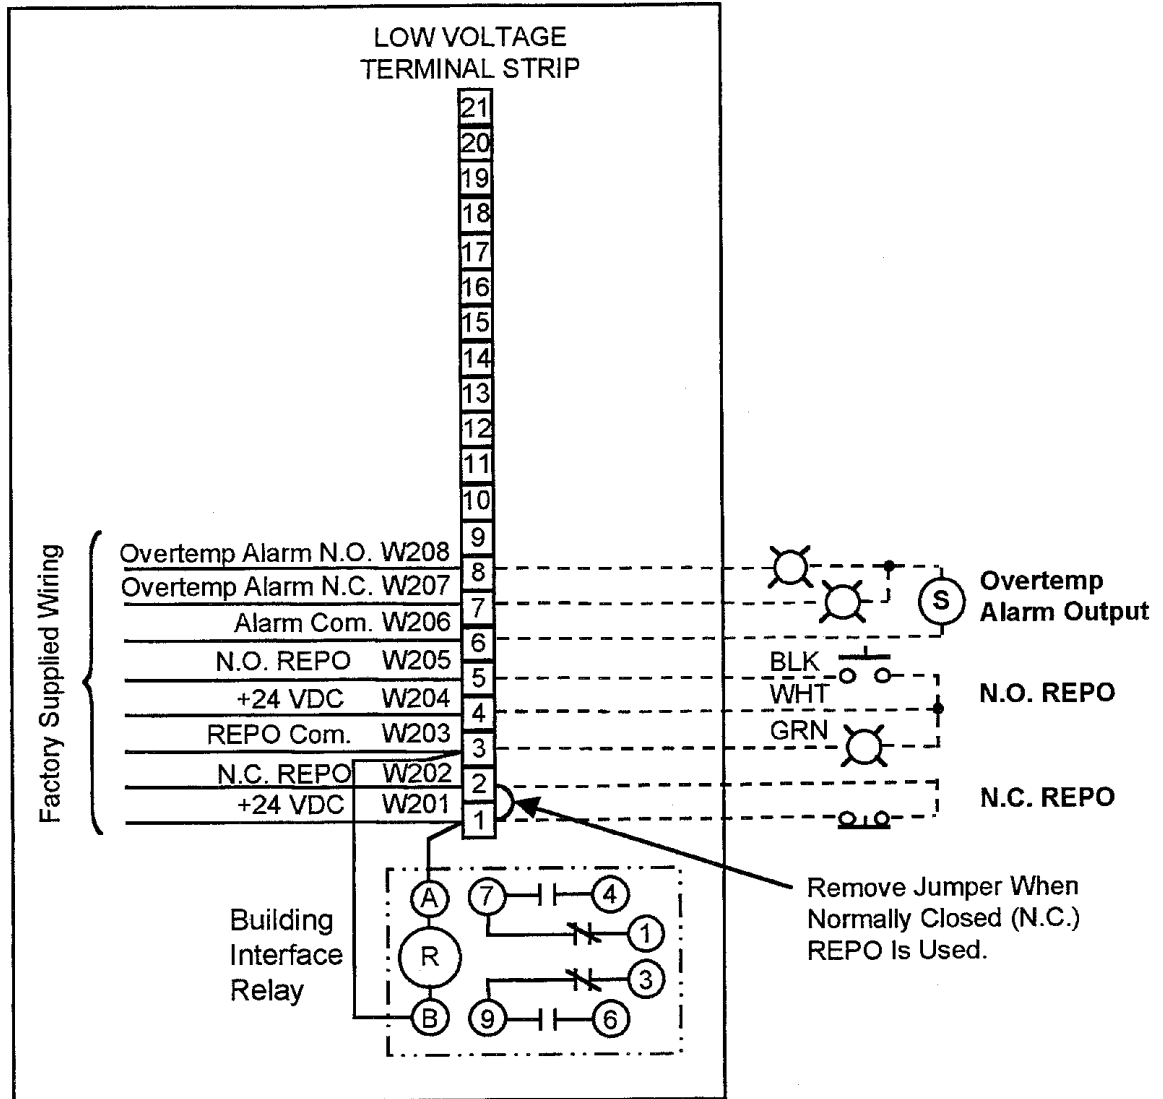 LOW VOLTAGE
TERMINAL STRIP
21
20
19
18
17
16
15
14
13
12
11
10
9
8
7
6
5
4
3
2
1
Factory Supplied Wiring
Overtemp Alarm N.O. W208
Overtemp Alarm N.C. W207
Alarm Com. W206
N.O. REPO W205
+24 VDC W204
REPO Com. W203
N.C. REPO W202
+24 VDC W201
S
Overtemp
Alarm Output
BLK
WHT
GRN
N.O. REPO
N.C. REPO
Remove Jumper When
Normally Closed (N.C.)
REPO Is Used.
Building
Interface
Relay
A
R
B
7
4
1
3
9
6